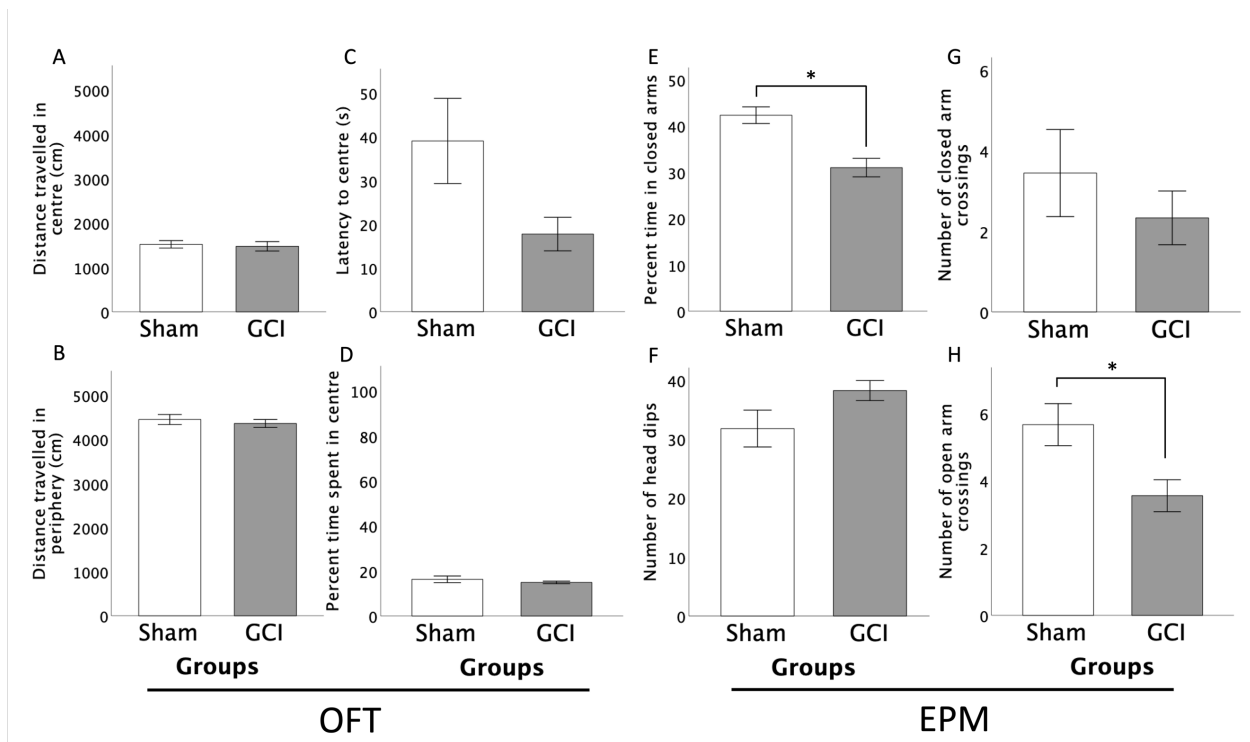 A
Distance travelled in
centre (cm)
5000
4000
3000
2000
1000
0
Sham GCI
C
Latency to centre (s)
50
40
30
20
10
0
Sham GCI
E
Percent time in closed arms
50
40
30
20
10
0
*
Sham GCI
G
Number of closed arm
crossings
6
4
2
0
Sham GCI
B
Distance travelled in
periphery (cm)
5000
4000
3000
2000
1000
0
Sham GCI
Groups
D
Percent time spent in centre
100
80
60
40
20
0
Sham GCI
Groups
F
Number of head dips
40
30
20
10
0
Sham GCI
Groups
H
Number of open arm
crossings
6
4
2
0
*
Sham GCI
Groups
OFT
EPM